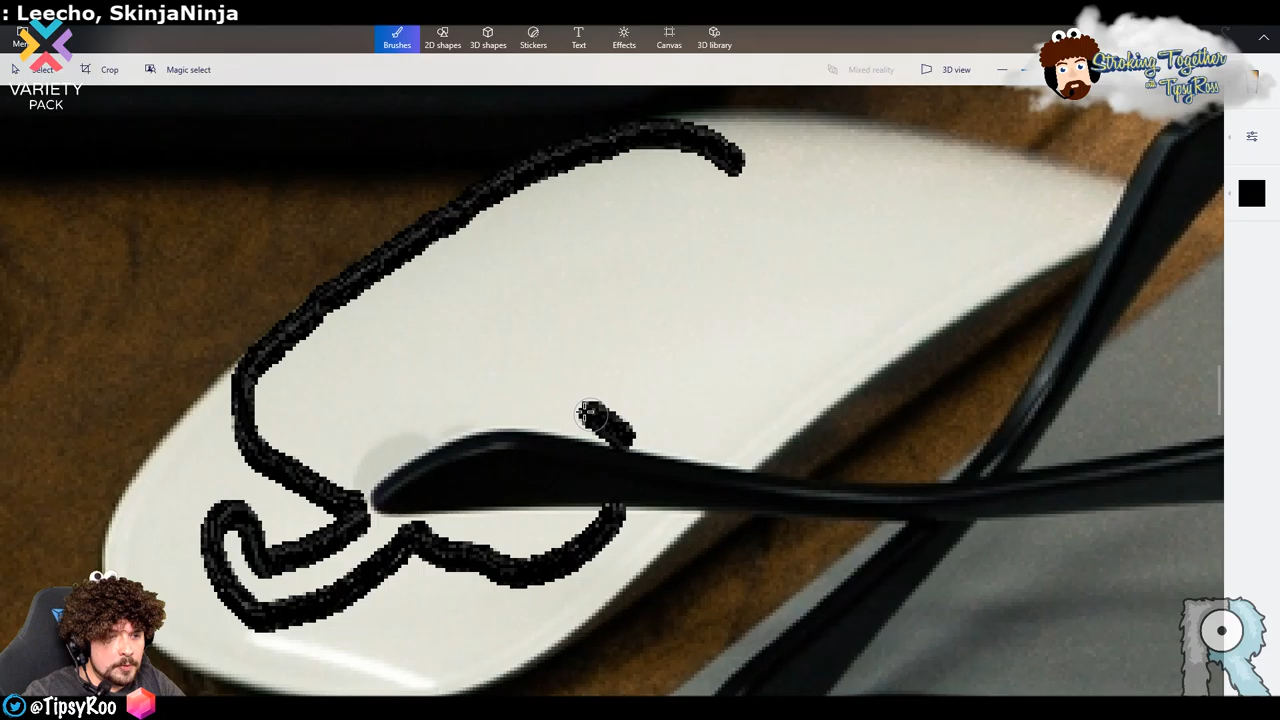 : Leecho, SkinjaNinja
Brushes
2D shapes
3D shapes
Stickers
Text
Effects
Canvas
3D library
Select
Crop
Magic select
Mixed reality
3D view
VARIETY
PACK
Stroking Together
with TipsyRoss
@TipsyRoo